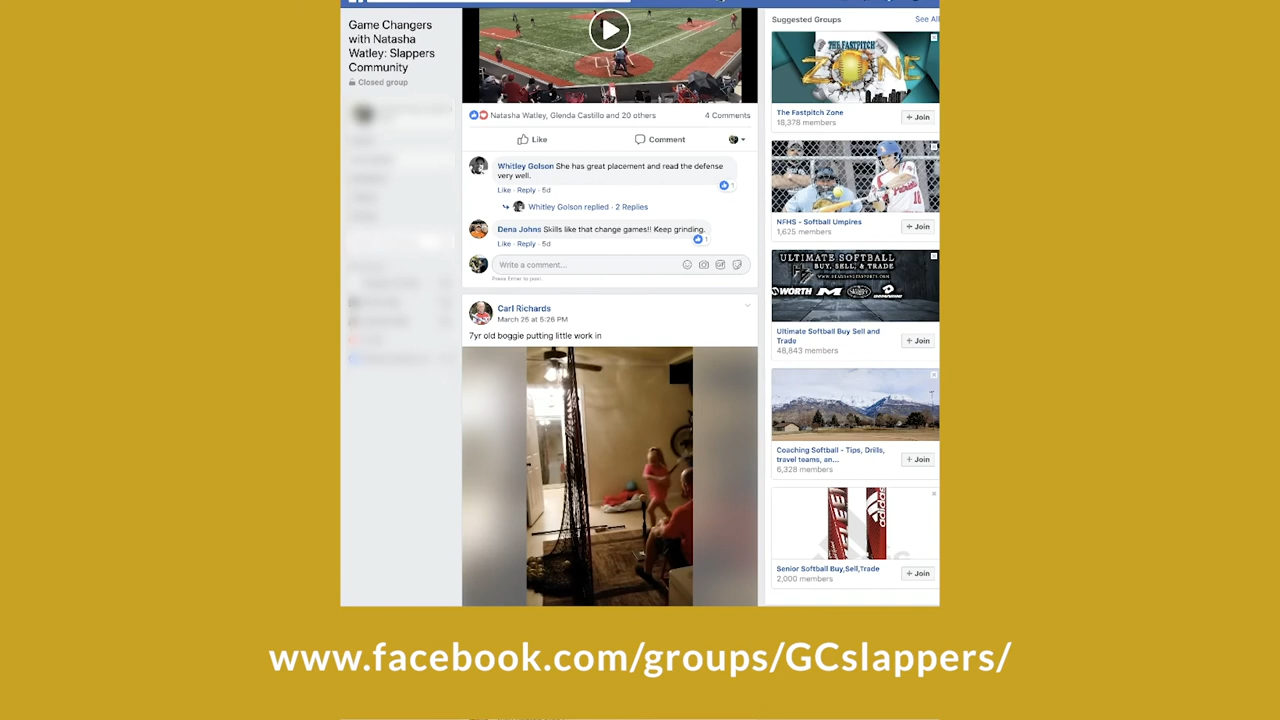 Game Changers
with Natasha
Watley: Slappers
Community
Closed group
Natasha Watley, Glenda Castillo and 20 others
4 Comments
Like
Comment
Whitley Golson She has great placement and read the defense
very well.
1
Like · Reply · 5d
Whitley Golson replied · 2 Replies
Dena Johns Skills like that change games!! Keep grinding.
1
Like · Reply · 5d
Write a comment...
Press Enter to post.
Carl Richards
March 25 at 5:26 PM
7yr old boggie putting little work in
Suggested Groups
See All
THE FASTPITCH
ZONE
The Fastpitch Zone
18,378 members
+ Join
10
NFHS - Softball Umpires
1,625 members
+ Join
ULTIMATE SOFTBALL
BUY, SELL, & TRADE
WORTH
Ultimate Softball Buy Sell and
Trade
48,843 members
+ Join
Coaching Softball - Tips, Drills,
travel teams, an...
6,328 members
+ Join
adidas
Senior Softball Buy,Sell,Trade
2,000 members
+ Join
www.facebook.com/groups/GCslappers/